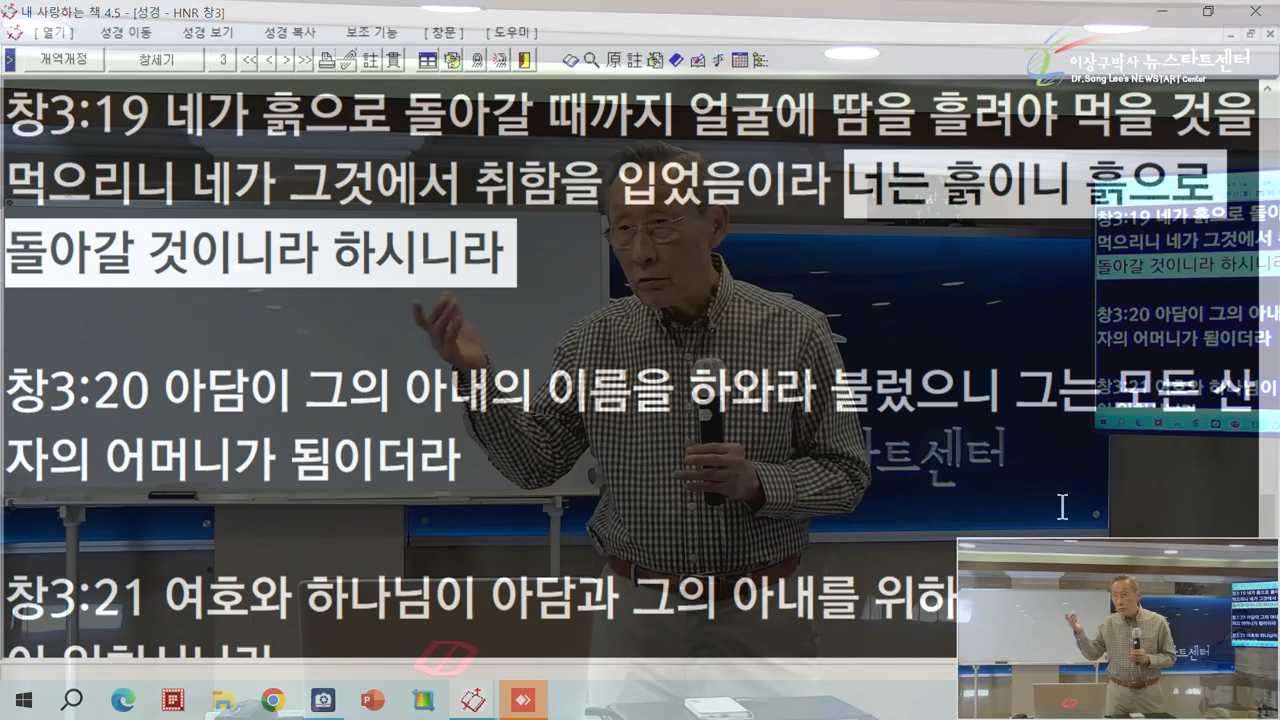 내 사랑하는 책 4.5 - [성경 - HNR 창3]
[ 열기 ] 성경 이동 성경 보기 성경 복사 보조 기능 [ 창문 ] [ 도우미 ]
개역개정 창세기 3 << < > >> 註 貫 原 註
이상구박사 뉴스타트센터
Dr. Sang Lee's NEWSTART Center
창3:19 네가 흙으로 돌아갈 때까지 얼굴에 땀을 흘려야 먹을 것을
먹으리니 네가 그것에서 취함을 입었음이라 너는 흙이니 흙으로
돌아갈 것이니라 하시니라
창3:20 아담이 그의 아내의 이름을 하와라 불렀으니 그는 모든 산
자의 어머니가 됨이더라
창3:21 여호와 하나님이 아담과 그의 아내를 위하
창3:19 네가 흙으로 돌아
먹으리니 네가 그것에서
돌아갈 것이니라 하시니라
창3:20 아담이 그의 아내
자의 어머니가 됨이더라
타트센터